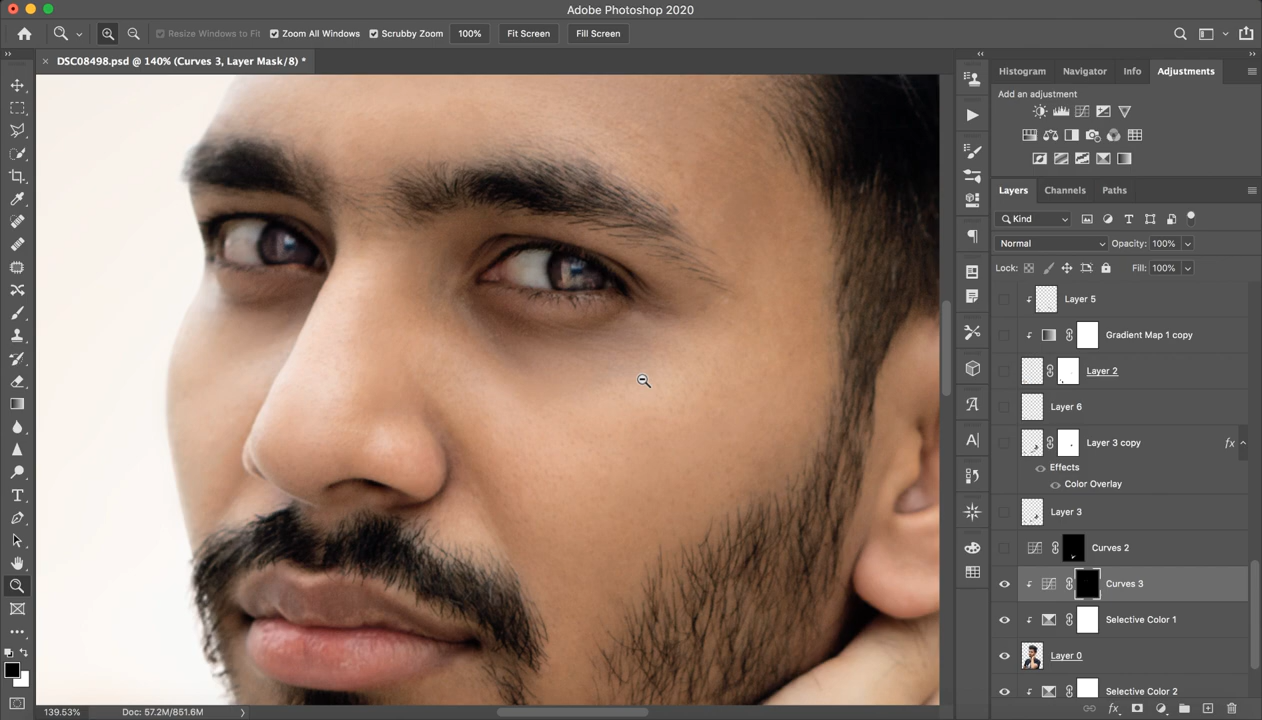 Adobe Photoshop 2020
Resize Windows to Fit Zoom All Windows Scrubby Zoom 100% Fit Screen Fill Screen
DSC08498.psd @ 140% (Curves 3, Layer Mask/8) *
Histogram Navigator Info Adjustments
Add an adjustment
Layers Channels Paths
Kind
Normal Opacity: 100%
Lock: Fill: 100%
Layer 5
Gradient Map 1 copy
Layer 2
Layer 6
Layer 3 copy fx
Effects
Color Overlay
Layer 3
Curves 2
Curves 3
Selective Color 1
Layer 0
Selective Color 2
139.53% Doc: 57.2M/851.6M
fx